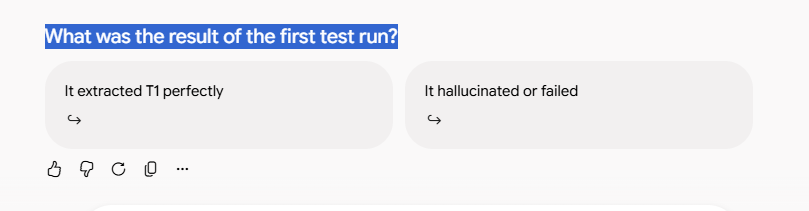 What was the result of the first test run?
It extracted T1 perfectly
It hallucinated or failed